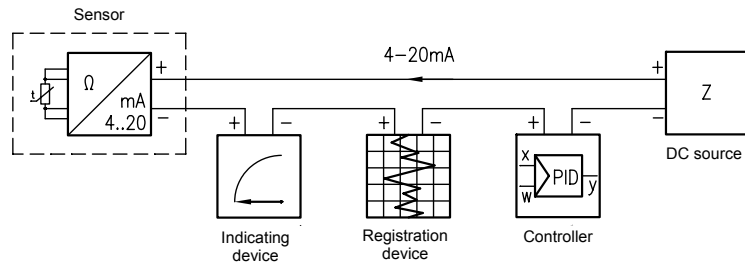 Sensor
4-20mA
t
Ω
mA
4..20
+
−
+
−
+
−
+
−
+
−
Z
DC source
x
w
PID
y
Indicating
device
Registration
device
Controller